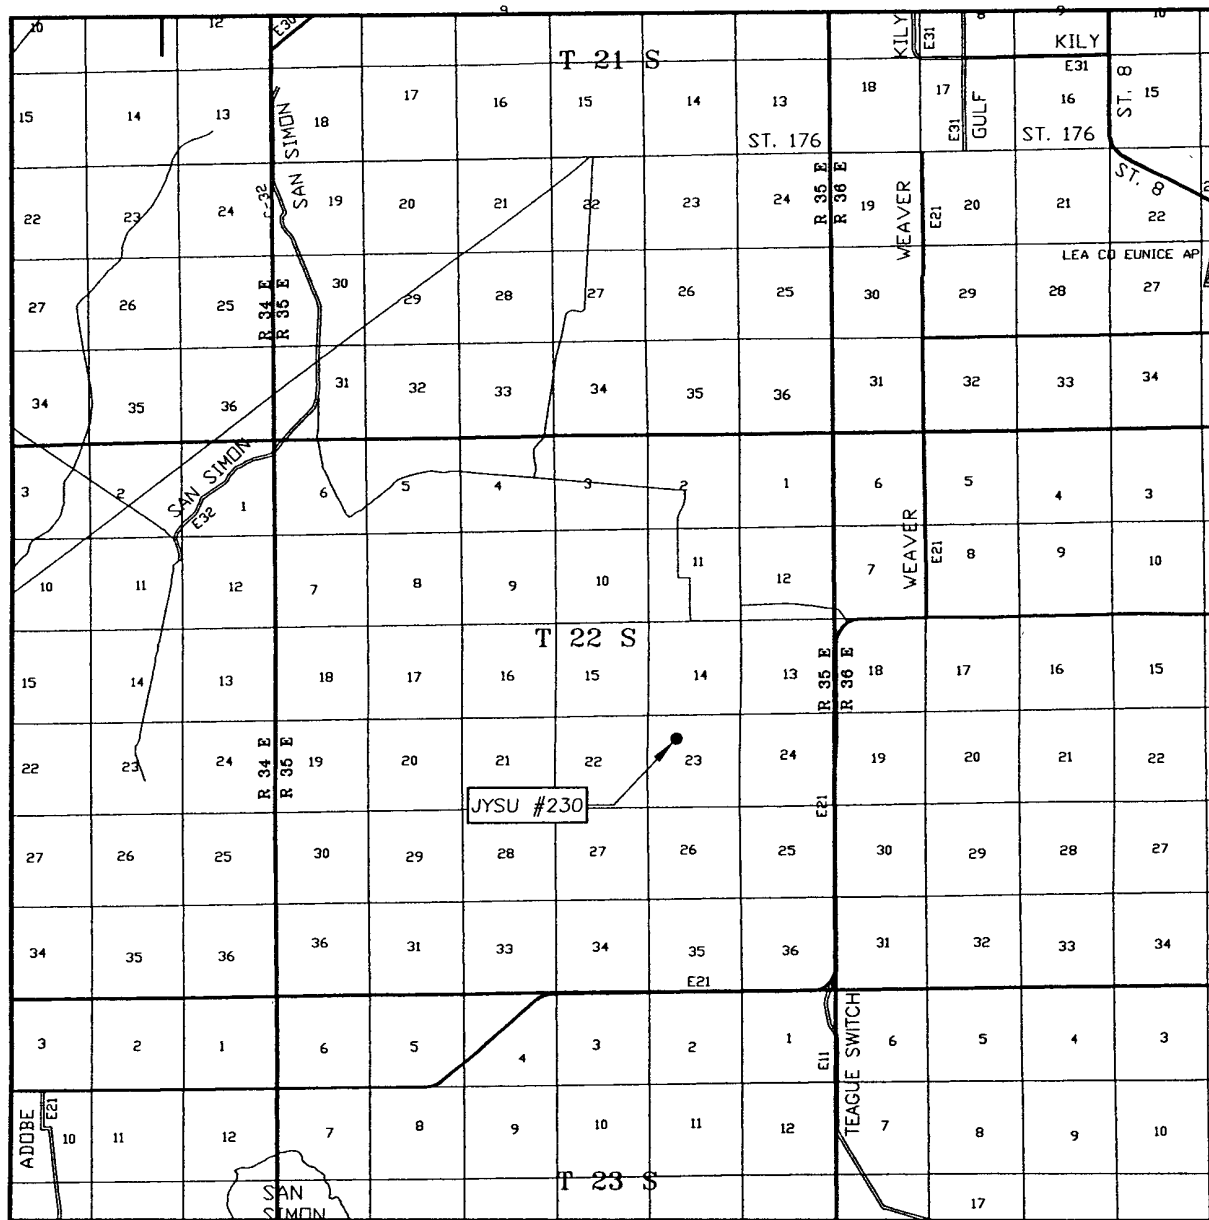 10 12 E30 9 8 9 10
KILY E31 KILY
T 21 S
E31 ST. 8
15 14 13 18 17 16 15 14 13 18 17 16 15
SAN SIMON ST. 176 E31 GULF ST. 176
ST. 8
22 23 24 19 20 21 22 23 24 R 35 E R 36 E 19 WEAVER E21 20 21 22
LEA CO EUNICE AP
27 26 25 R 34 E R 35 E 30 29 28 27 26 25 30 29 28 27
34 35 36 31 32 33 34 35 36 31 32 33 34
SAN SIMON
3 2 1 6 5 4 3 2 1 6 5 4 3
E32
10 11 12 7 8 9 10 11 12 7 WEAVER E21 8 9 10
T 22 S
15 14 13 18 17 16 15 14 13 R 35 E R 36 E 18 17 16 15
22 23 24 R 34 E R 35 E 19 20 21 22 23 24 19 20 21 22
JYSU #230 E21
27 26 25 30 29 28 27 26 25 30 29 28 27
34 35 36 36 31 33 34 35 36 31 32 33 34
E21
3 2 1 6 5 4 3 2 1 E11 TEAGUE SWITCH 6 5 4 3
ADOBE E21
10 11 12 7 8 9 10 11 12 7 8 9 10
T 23 S
SAN
SIMON
17